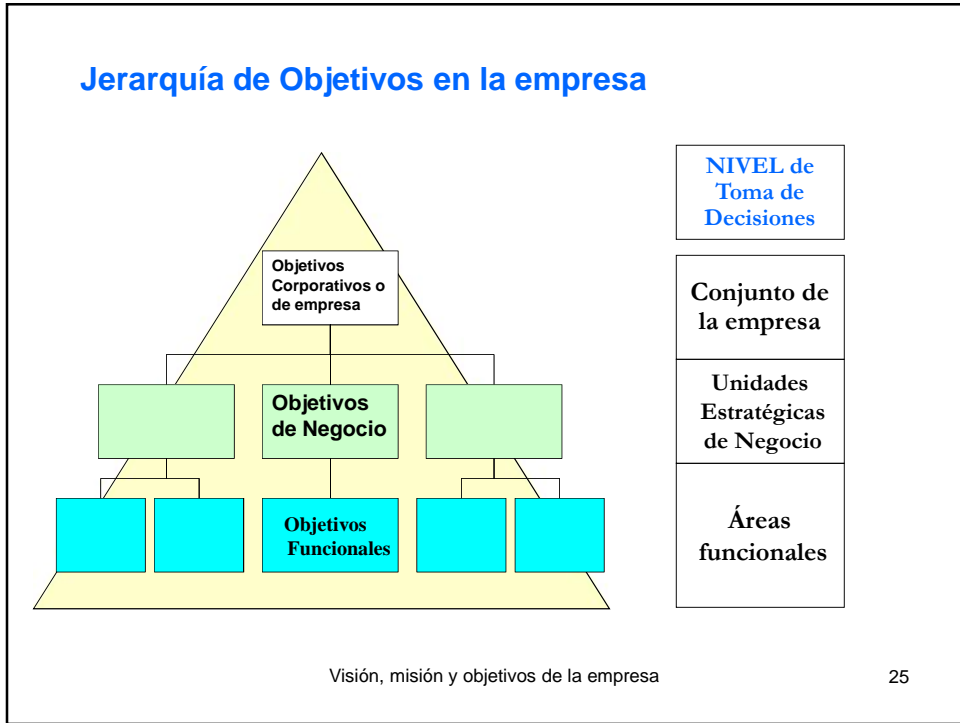 Jerarquía de Objetivos en la empresa
NIVEL de
Toma de
Decisiones
Objetivos
Corporativos o
de empresa
Conjunto de
la empresa
Objetivos
de Negocio
Unidades
Estratégicas
de Negocio
Objetivos
Funcionales
Áreas
funcionales
Visión, misión y objetivos de la empresa
25